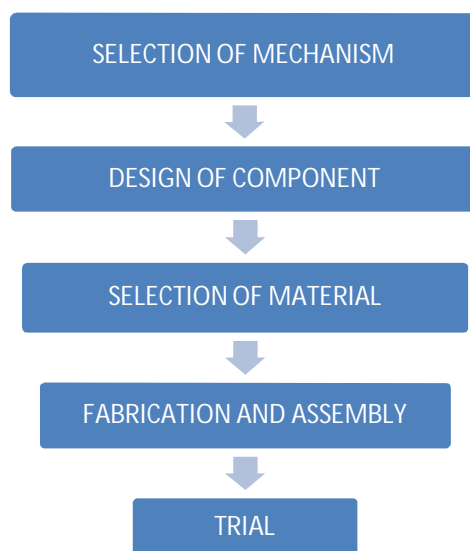 SELECTION OF MECHANISM
DESIGN OF COMPONENT
SELECTION OF MATERIAL
FABRICATION AND ASSEMBLY
TRIAL